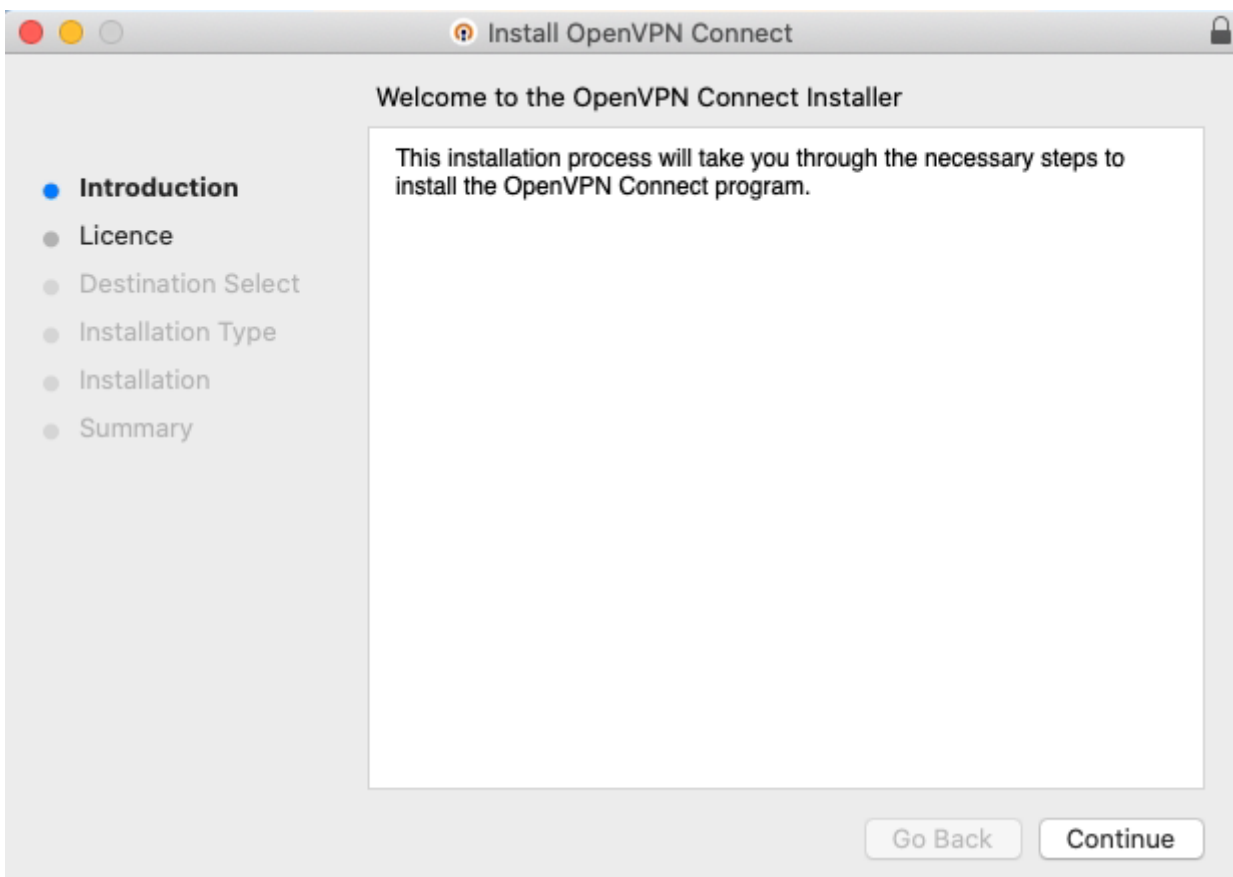 Install OpenVPN Connect
Welcome to the OpenVPN Connect Installer
This installation process will take you through the necessary steps to
install the OpenVPN Connect program.
Introduction
Licence
Destination Select
Installation Type
Installation
Summary
Go Back
Continue